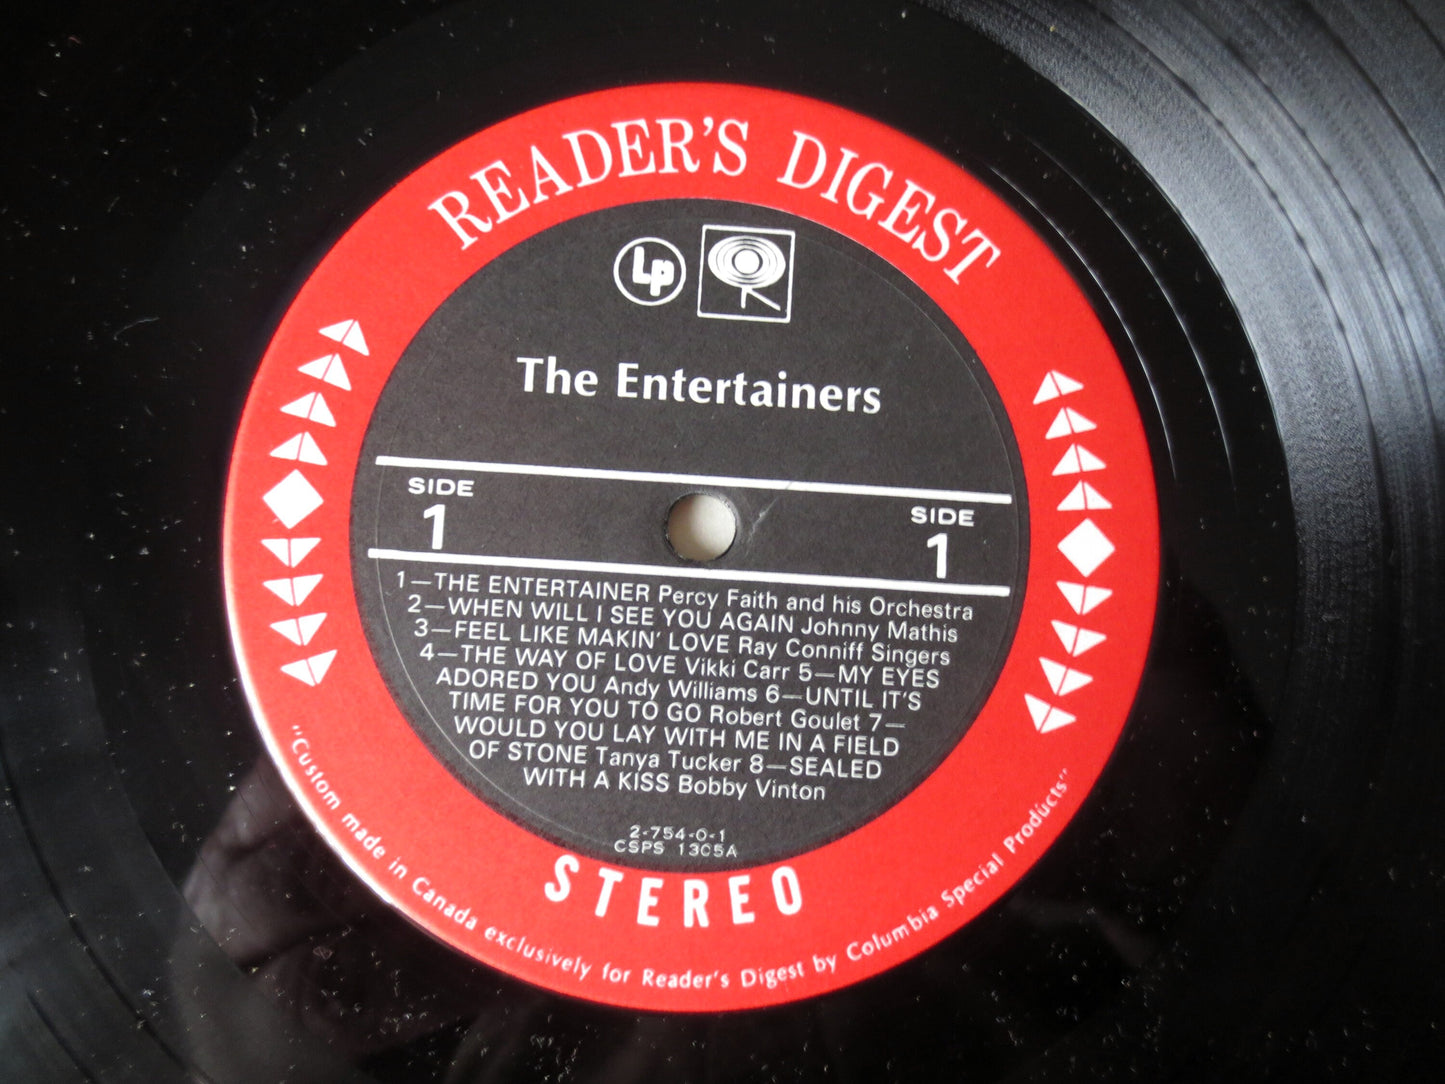 READER'S DIGEST
Lp
The Entertainers
SIDE SIDE
1 1
1—THE ENTERTAINER Percy Faith and his Orchestra
2—WHEN WILL I SEE YOU AGAIN Johnny Mathis
3—FEEL LIKE MAKIN' LOVE Ray Conniff Singers
4—THE WAY OF LOVE Vikki Carr 5—MY EYES
ADORED YOU Andy Williams 6—UNTIL IT'S
TIME FOR YOU TO GO Robert Goulet 7—
WOULD YOU LAY WITH ME IN A FIELD
OF STONE Tanya Tucker 8—SEALED
WITH A KISS Bobby Vinton
2-754-0-1
CSPS 1305A
STEREO
"Custom made in Canada exclusively for Reader's Digest by Columbia Special Products"